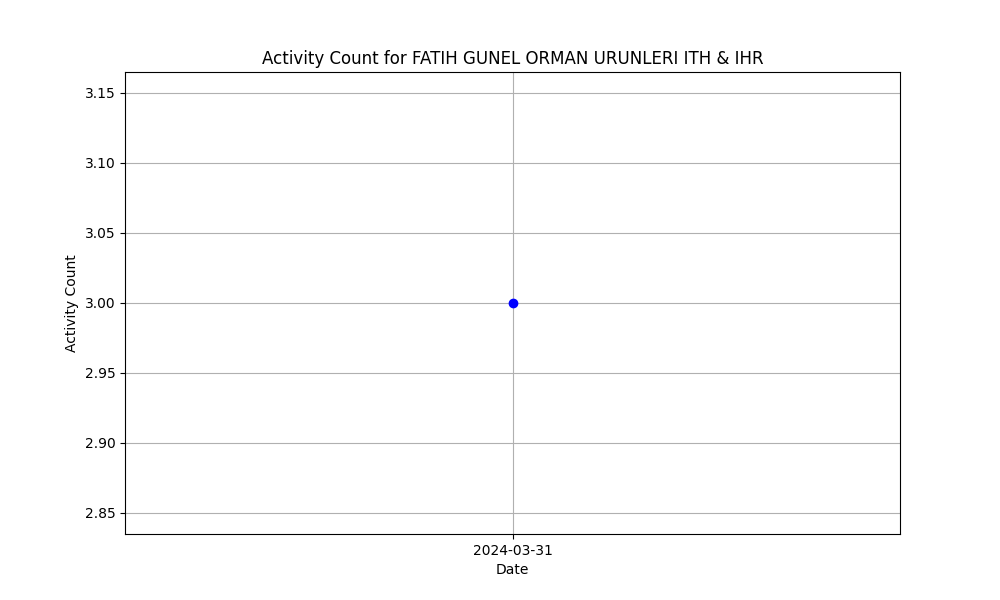 Activity Count for FATIH GUNEL ORMAN URUNLERI ITH & IHR
3.15
3.10
3.05
3.00
2.95
2.90
2.85
Activity Count
2024-03-31
Date